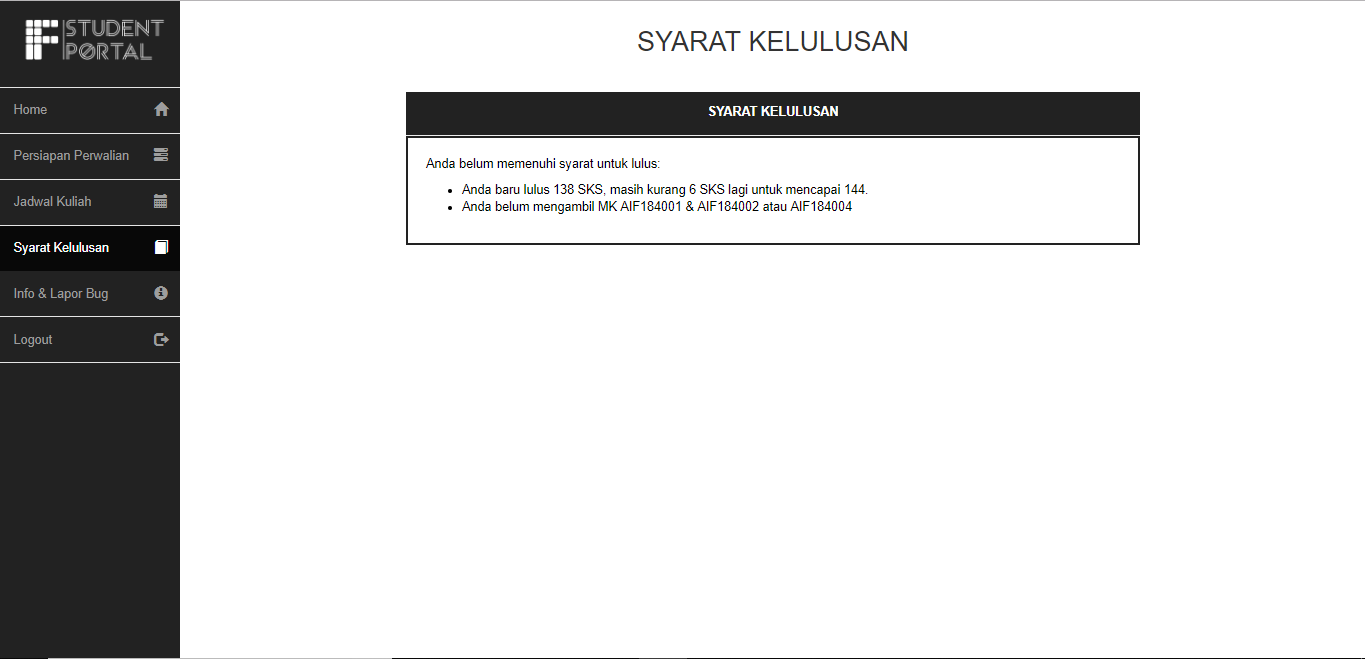 STUDENT
PØRTAL
Home
Persiapan Perwalian
Jadwal Kuliah
Syarat Kelulusan
Info & Lapor Bug
Logout
SYARAT KELULUSAN
SYARAT KELULUSAN
Anda belum memenuhi syarat untuk lulus:
• Anda baru lulus 138 SKS, masih kurang 6 SKS lagi untuk mencapai 144.
• Anda belum mengambil MK AIF184001 & AIF184002 atau AIF184004